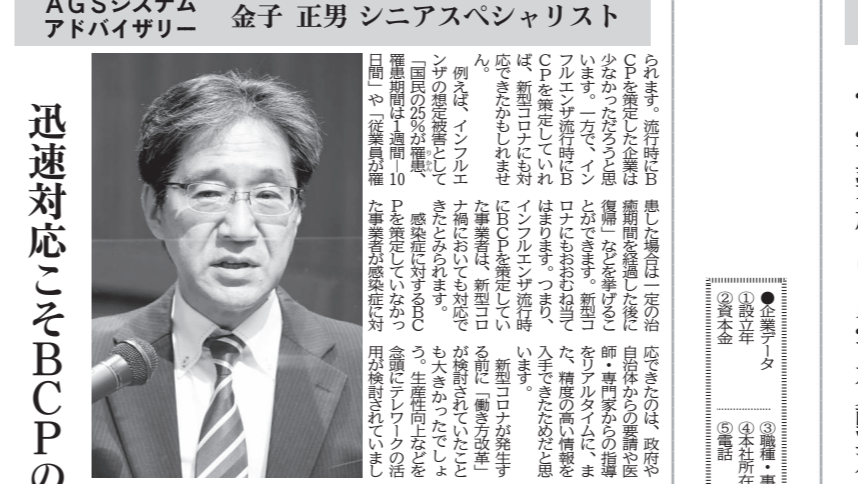 AGSシステム
アドバイザリー
金子 正男 シニアスペシャリスト
迅速対応こそBCPの
られます。流行時にB
CPを策定した企業は
少なかっただろうと思
います。一方で、イン
フルエンザ流行時にB
CPを策定していれ
ば、新型コロナにも対
応できたかもしれませ
ん。
例えば、インフルエ
ンザの想定被害として
「国民の25%が罹患、
りかん
罹患期間は1週間―10
日間」や「従業員が罹
患した場合は一定の治
癒期間を経過した後に
復帰」などを挙げるこ
とができます。新型コ
ロナにもおおむね当て
はまります。つまり、
インフルエンザ流行時
にBCPを策定してい
た事業者は、新型コロ
ナ禍においても対応で
きたとみられます。
感染症に対するBC
Pを策定していなかっ
た事業者が感染症に対
応できたのは、政府や
自治体からの要請や医
師・専門家からの指導
をリアルタイムに、ま
た、精度の高い情報を
入手できたためだと思
います。
新型コロナが発生す
る前に「働き方改革」
が検討されていたこと
も大きかったでしょ
う。生産性向上などを
念頭にテレワークの活
用が検討されていまし
●企業データ
①設立年
②資本金
③職種・事
④本社所在
⑤電話